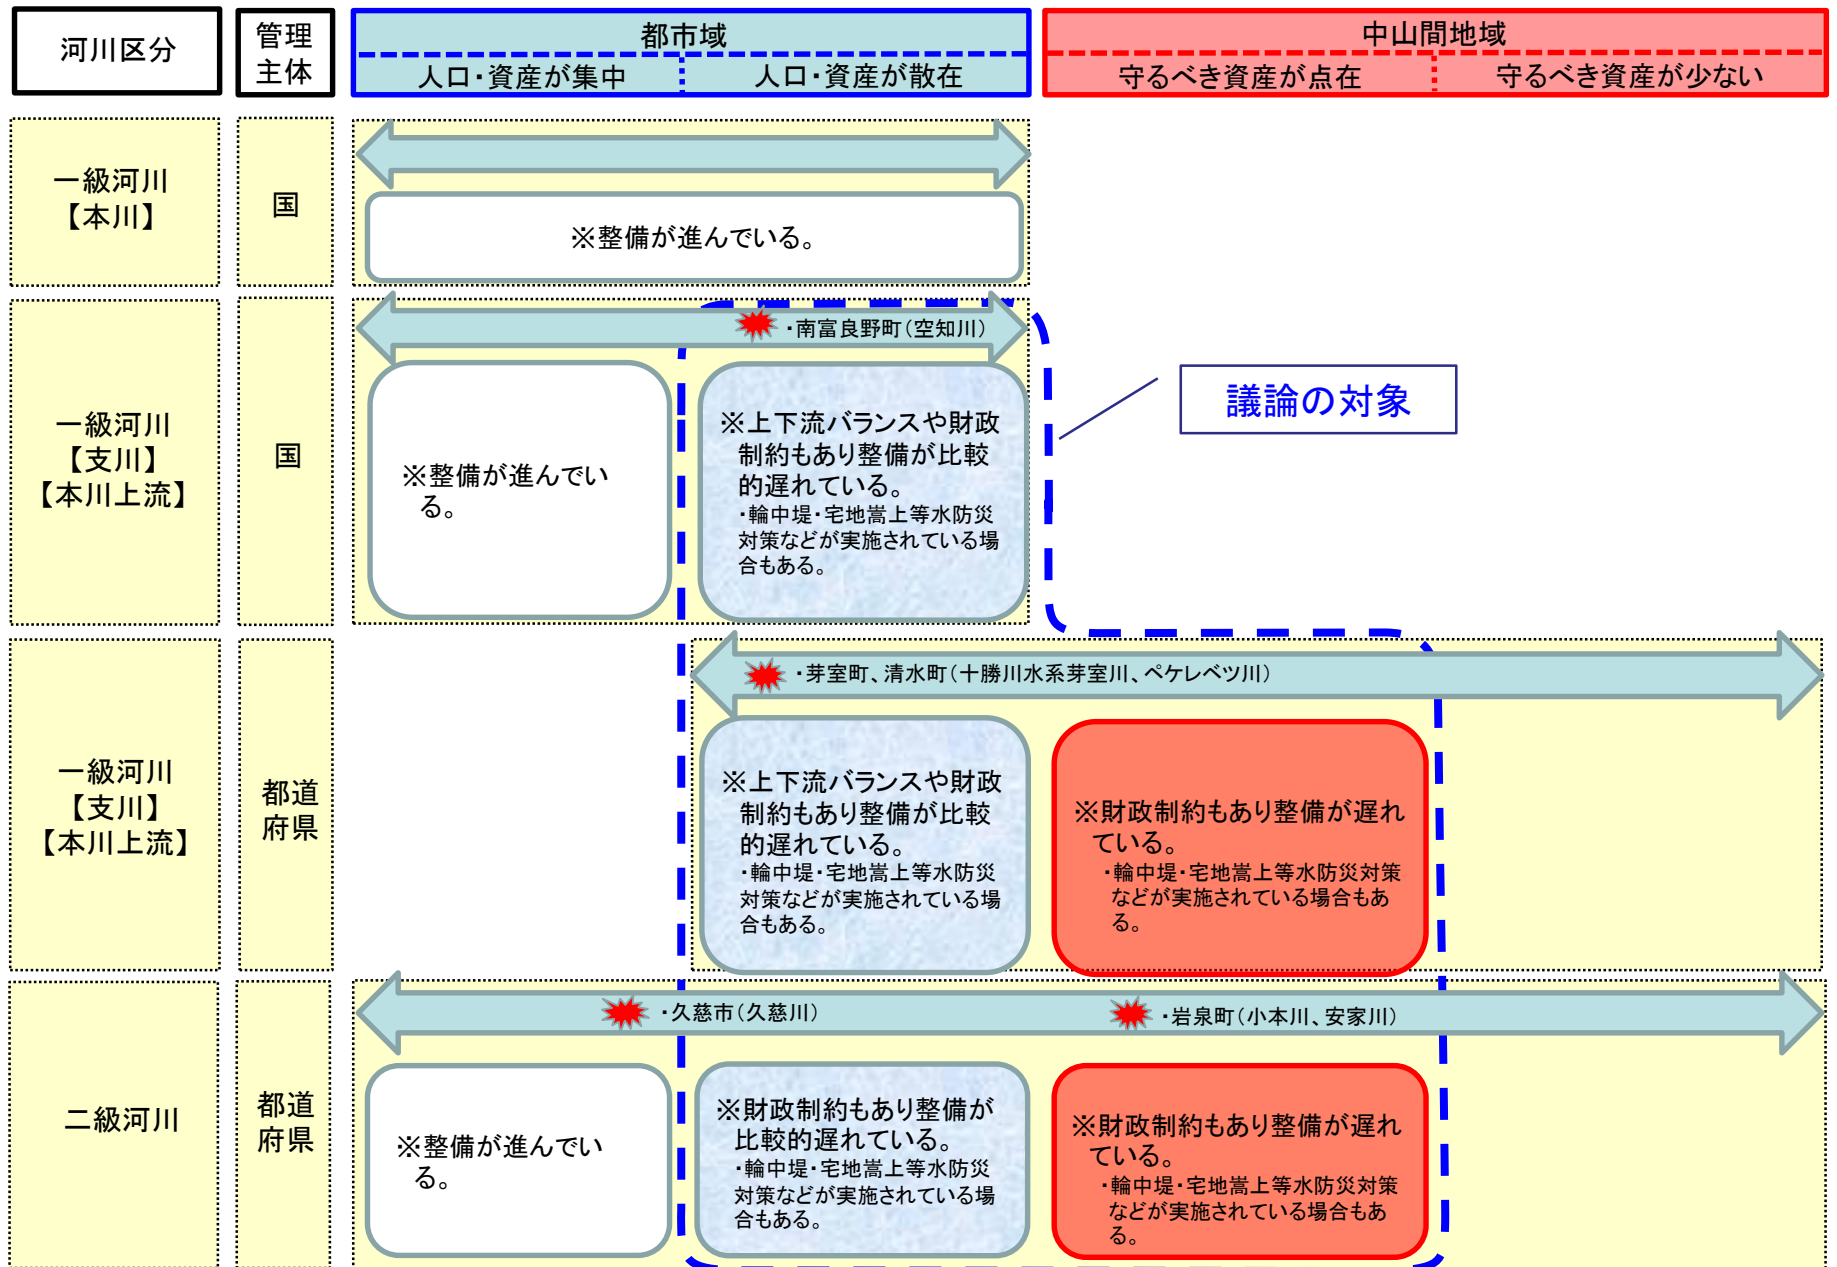 河川区分
管理
主体
都市域
人口・資産が集中
人口・資産が散在
中山間地域
守るべき資産が点在
守るべき資産が少ない
一級河川
【本川】
国
※整備が進んでいる。
一級河川
【支川】
【本川上流】
国
・南富良野町（空知川）
※整備が進んでい
る。
※上下流バランスや財政
制約もあり整備が比較
的遅れている。
・輪中堤・宅地嵩上等水防災
対策などが実施されている場
合もある。
議論の対象
一級河川
【支川】
【本川上流】
都道
府県
・芽室町、清水町（十勝川水系芽室川、ペケレベツ川）
※上下流バランスや財政
制約もあり整備が比較
的遅れている。
・輪中堤・宅地嵩上等水防災
対策などが実施されている場
合もある。
※財政制約もあり整備が遅れ
ている。
・輪中堤・宅地嵩上等水防災対策
などが実施されている場合もあ
る。
二級河川
都道
府県
・久慈市（久慈川）
・岩泉町（小本川、安家川）
※整備が進んでい
る。
※財政制約もあり整備が
比較的遅れている。
・輪中堤・宅地嵩上等水防災
対策などが実施されている場
合もある。
※財政制約もあり整備が遅れ
ている。
・輪中堤・宅地嵩上等水防災対策
などが実施されている場合もあ
る。